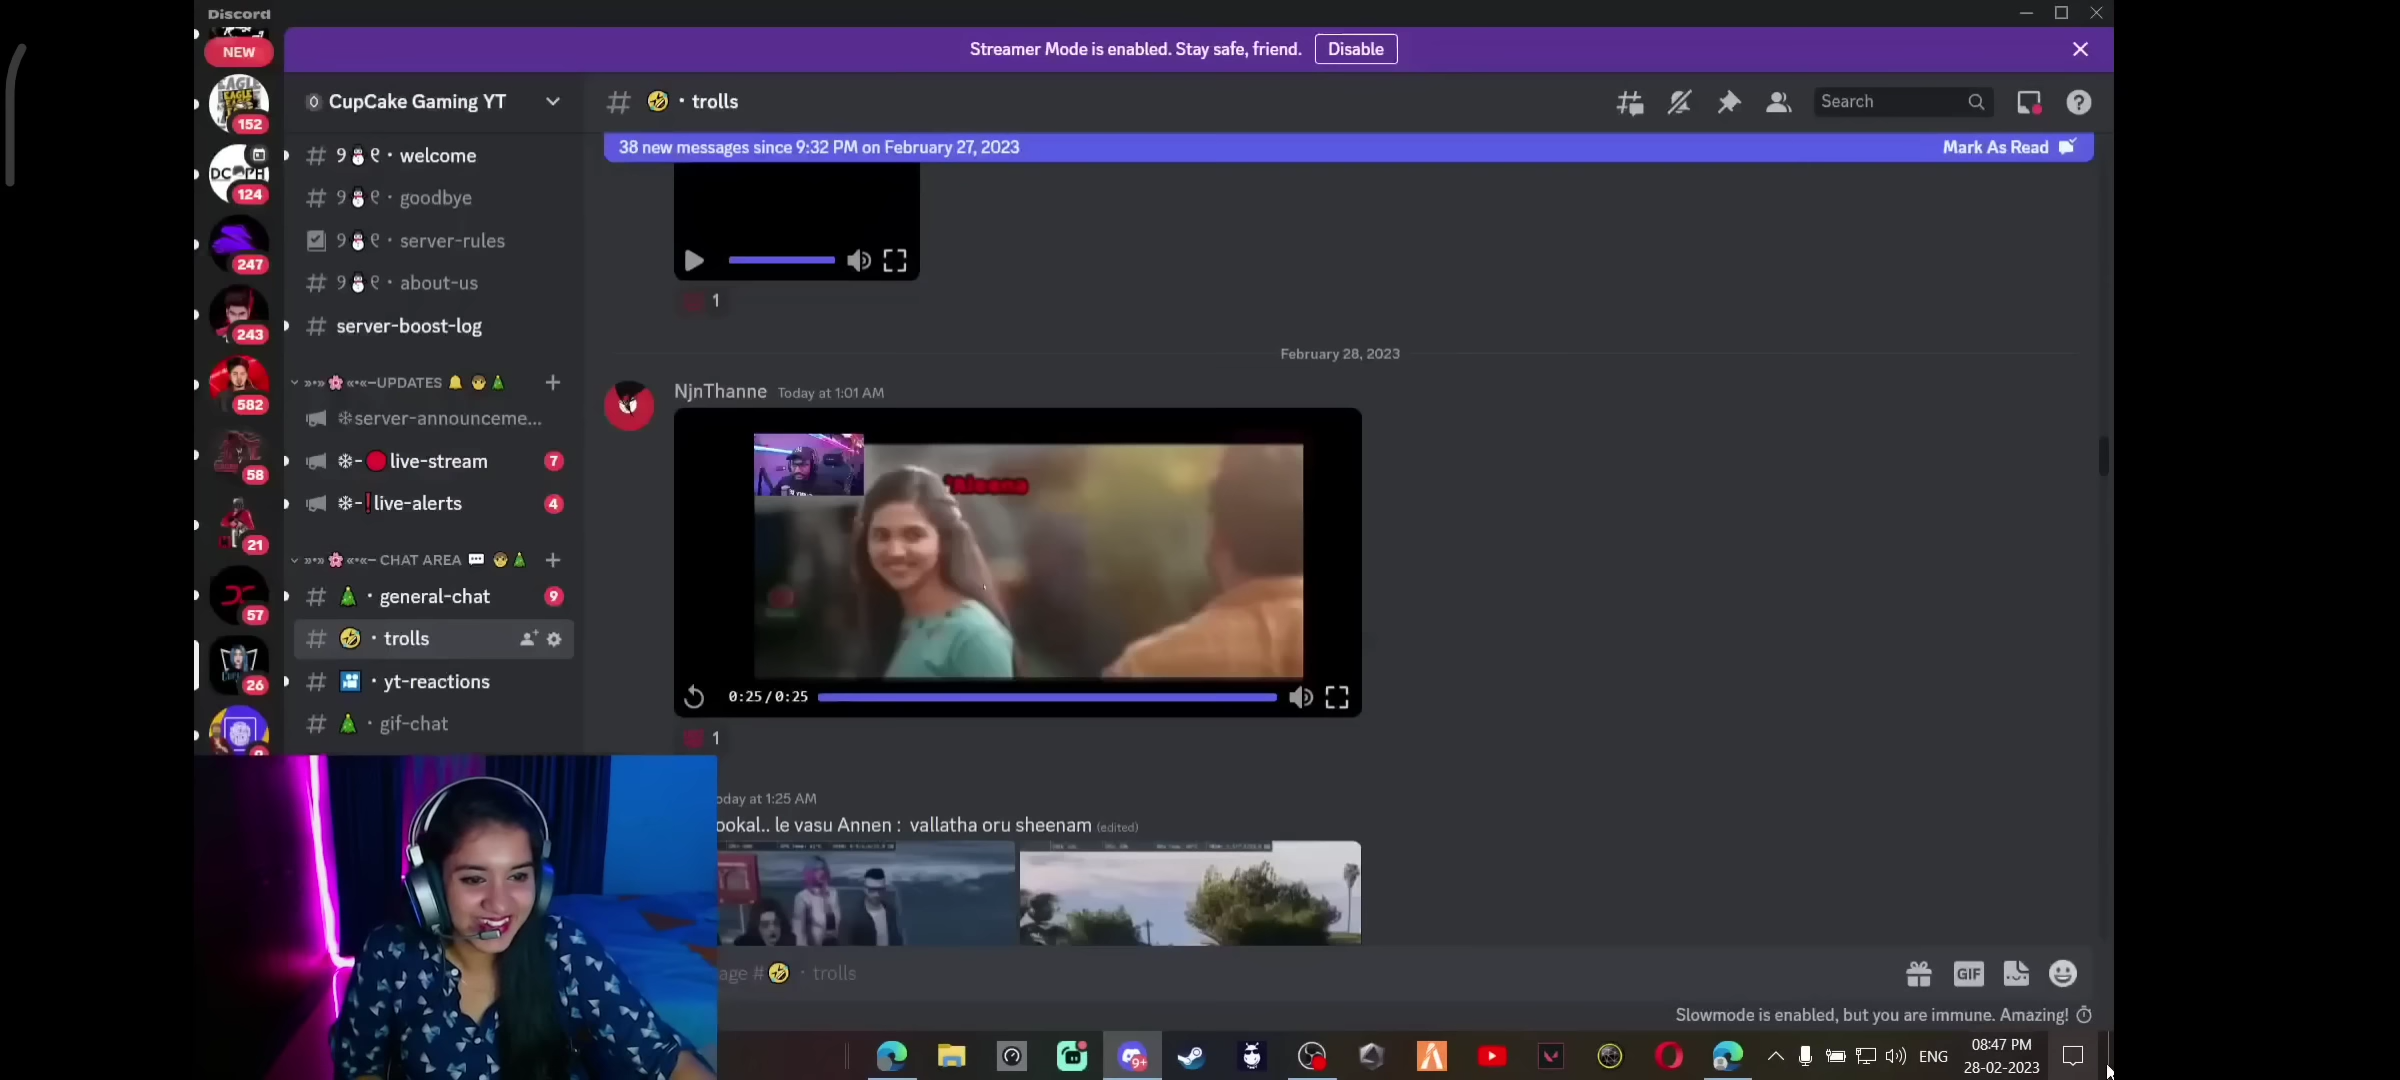 Discord
Streamer Mode is enabled. Stay safe, friend.
Disable
NEW
152
124
247
243
582
58
21
57
26
CupCake Gaming YT
welcome
goodbye
server-rules
about-us
server-boost-log
UPDATES
server-announceme...
live-stream 7
live-alerts 4
CHAT AREA
general-chat 9
trolls
yt-reactions
gif-chat
# trolls
Search
38 new messages since 9:32 PM on February 27, 2023
Mark As Read
1
February 28, 2023
NjnThanne Today at 1:01 AM
0:25/0:25
1
oday at 1:25 AM
ookal.. le vasu Annen : vallatha oru sheenam (edited)
age # trolls
GIF
Slowmode is enabled, but you are immune. Amazing!
9+
ENG
08:47 PM
28-02-2023